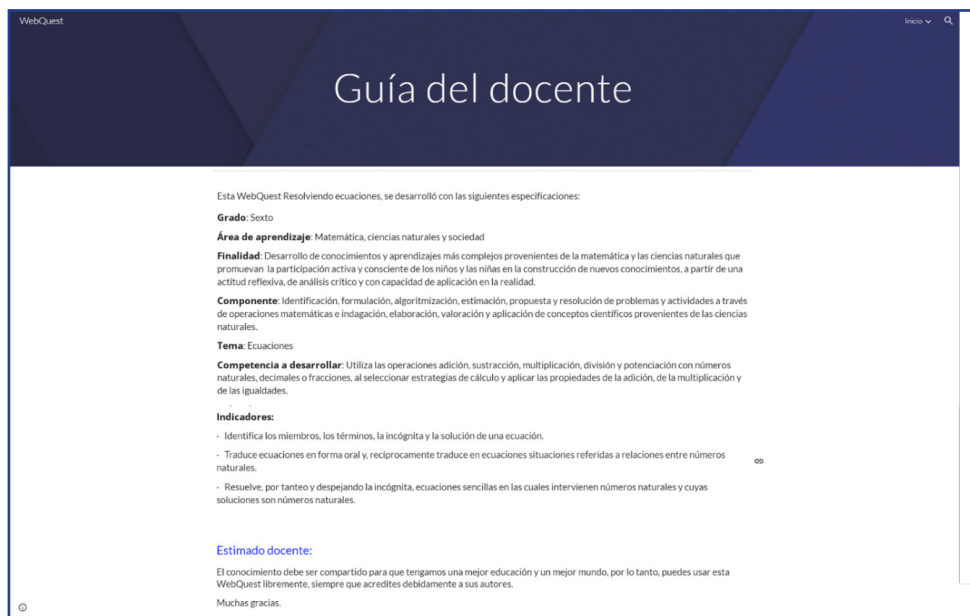 WebQuest
Inicio
Guía del docente
Esta WebQuest Resolviendo ecuaciones, se desarrolló con las siguientes especificaciones:
Grado: Sexto
Área de aprendizaje: Matemática, ciencias naturales y sociedad
Finalidad: Desarrollo de conocimientos y aprendizajes más complejos provenientes de la matemática y las ciencias naturales que
promuevan la participación activa y consciente de los niños y las niñas en la construcción de nuevos conocimientos, a partir de una
actitud reflexiva, de análisis crítico y con capacidad de aplicación en la realidad.
Componente: Identificación, formulación, algoritmización, estimación, propuesta y resolución de problemas y actividades a través
de operaciones matemáticas e indagación, elaboración, valoración y aplicación de conceptos científicos provenientes de las ciencias
naturales.
Tema: Ecuaciones
Competencia a desarrollar: Utiliza las operaciones adición, sustracción, multiplicación, división y potenciación con números
naturales, decimales o fracciones, al seleccionar estrategias de cálculo y aplicar las propiedades de la adición, de la multiplicación y
de las igualdades.
Indicadores:
· Identifica los miembros, los términos, la incógnita y la solución de una ecuación.
· Traduce ecuaciones en forma oral y, recíprocamente traduce en ecuaciones situaciones referidas a relaciones entre números
naturales.
· Resuelve, por tanteo y despejando la incógnita, ecuaciones sencillas en las cuales intervienen números naturales y cuyas
soluciones son números naturales.
Estimado docente:
El conocimiento debe ser compartido para que tengamos una mejor educación y un mejor mundo, por lo tanto, puedes usar esta
WebQuest libremente, siempre que acredites debidamente a sus autores.
Muchas gracias.